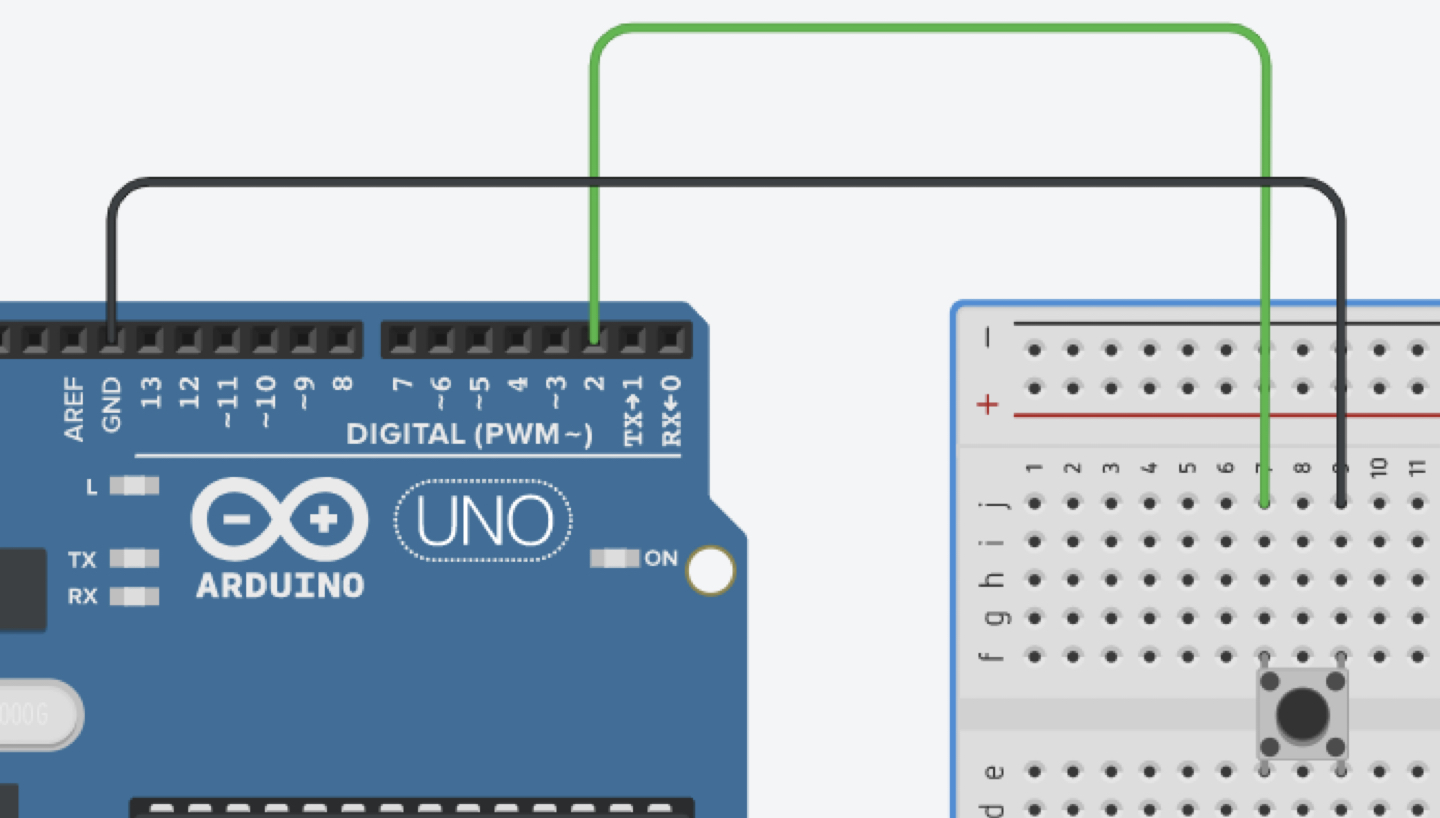 AREF GND 13 12 ~11 ~10 ~9 8 7 ~6 ~5 4 ~3 2 TX→1 RX←0
DIGITAL (PWM~)
L
UNO
TX
ON
RX
ARDUINO
000G
− 
+
1 2 3 4 5 6 7 8 9 10 11
j
i
h
g
f
e
d